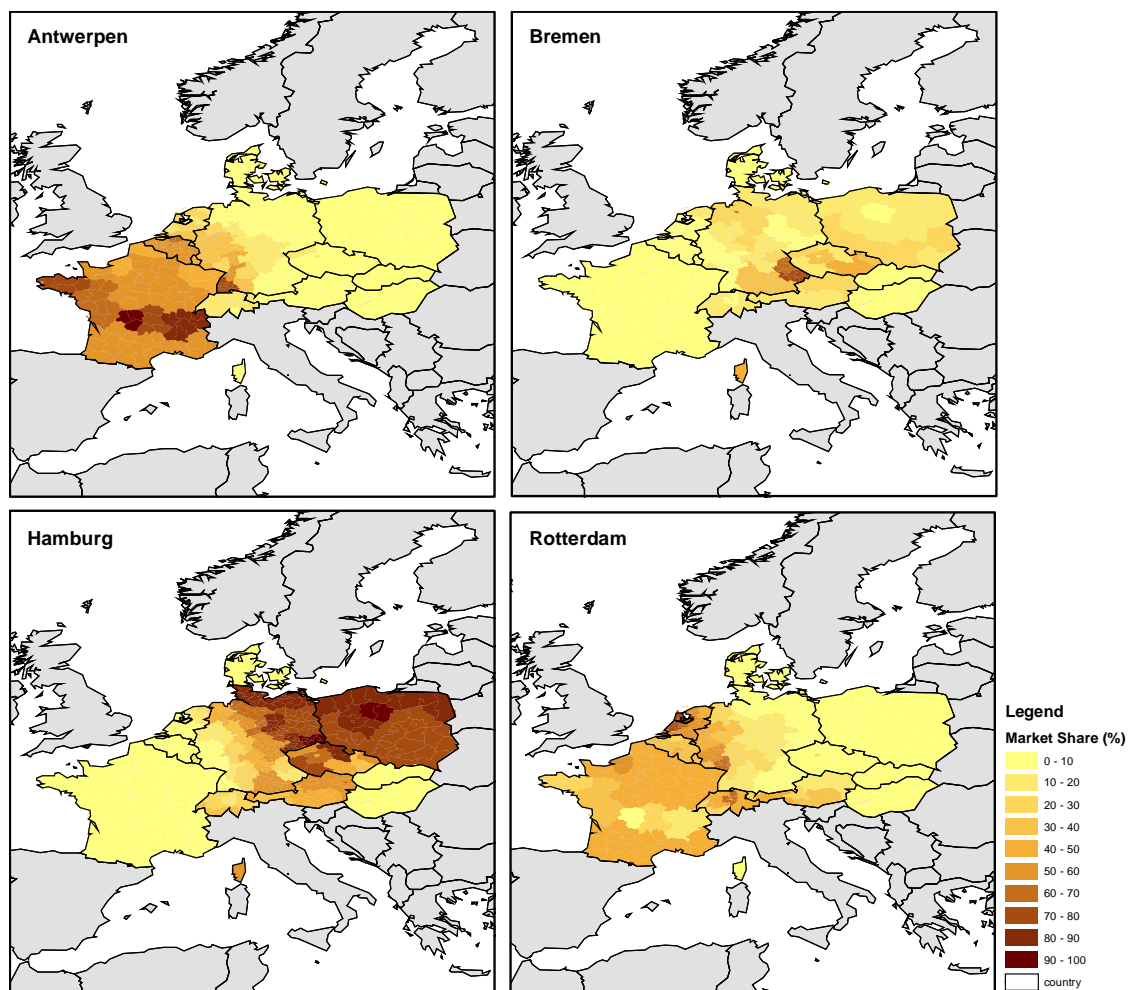 Antwerpen
Bremen
Hamburg
Rotterdam
Legend
Market Share (%)
0 - 10
10 - 20
20 - 30
30 - 40
40 - 50
50 - 60
60 - 70
70 - 80
80 - 90
90 - 100
country